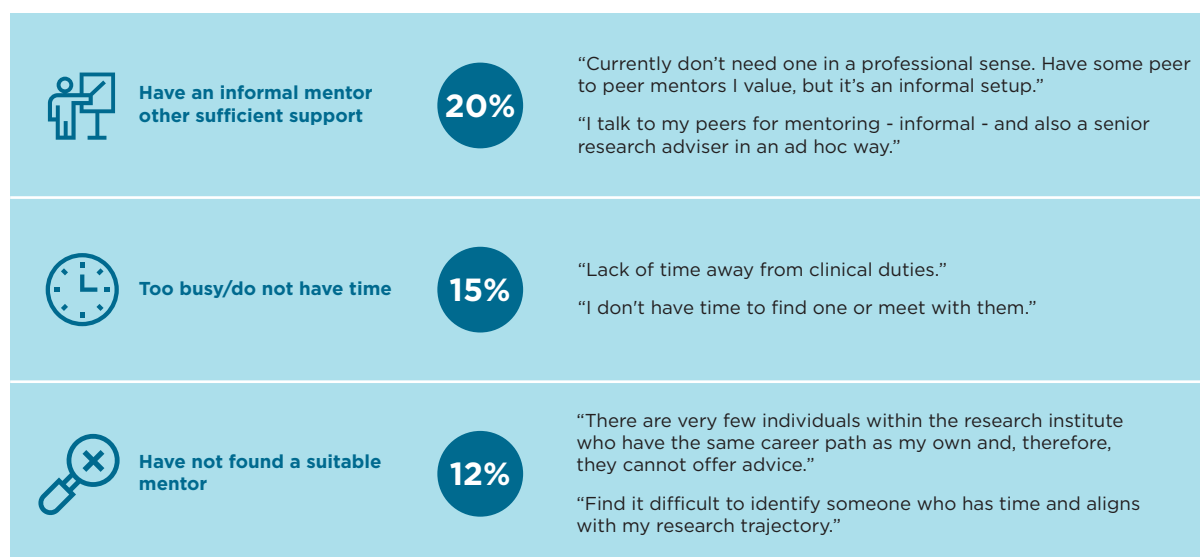 Have an informal mentor
other sufficient support
20%
“Currently don’t need one in a professional sense. Have some peer
to peer mentors I value, but it’s an informal setup.”
“I talk to my peers for mentoring - informal - and also a senior
research adviser in an ad hoc way.”
Too busy/do not have time
15%
“Lack of time away from clinical duties.”
“I don't have time to find one or meet with them.”
Have not found a suitable
mentor
12%
“There are very few individuals within the research institute
who have the same career path as my own and, therefore,
they cannot offer advice.”
“Find it difficult to identify someone who has time and aligns
with my research trajectory.”